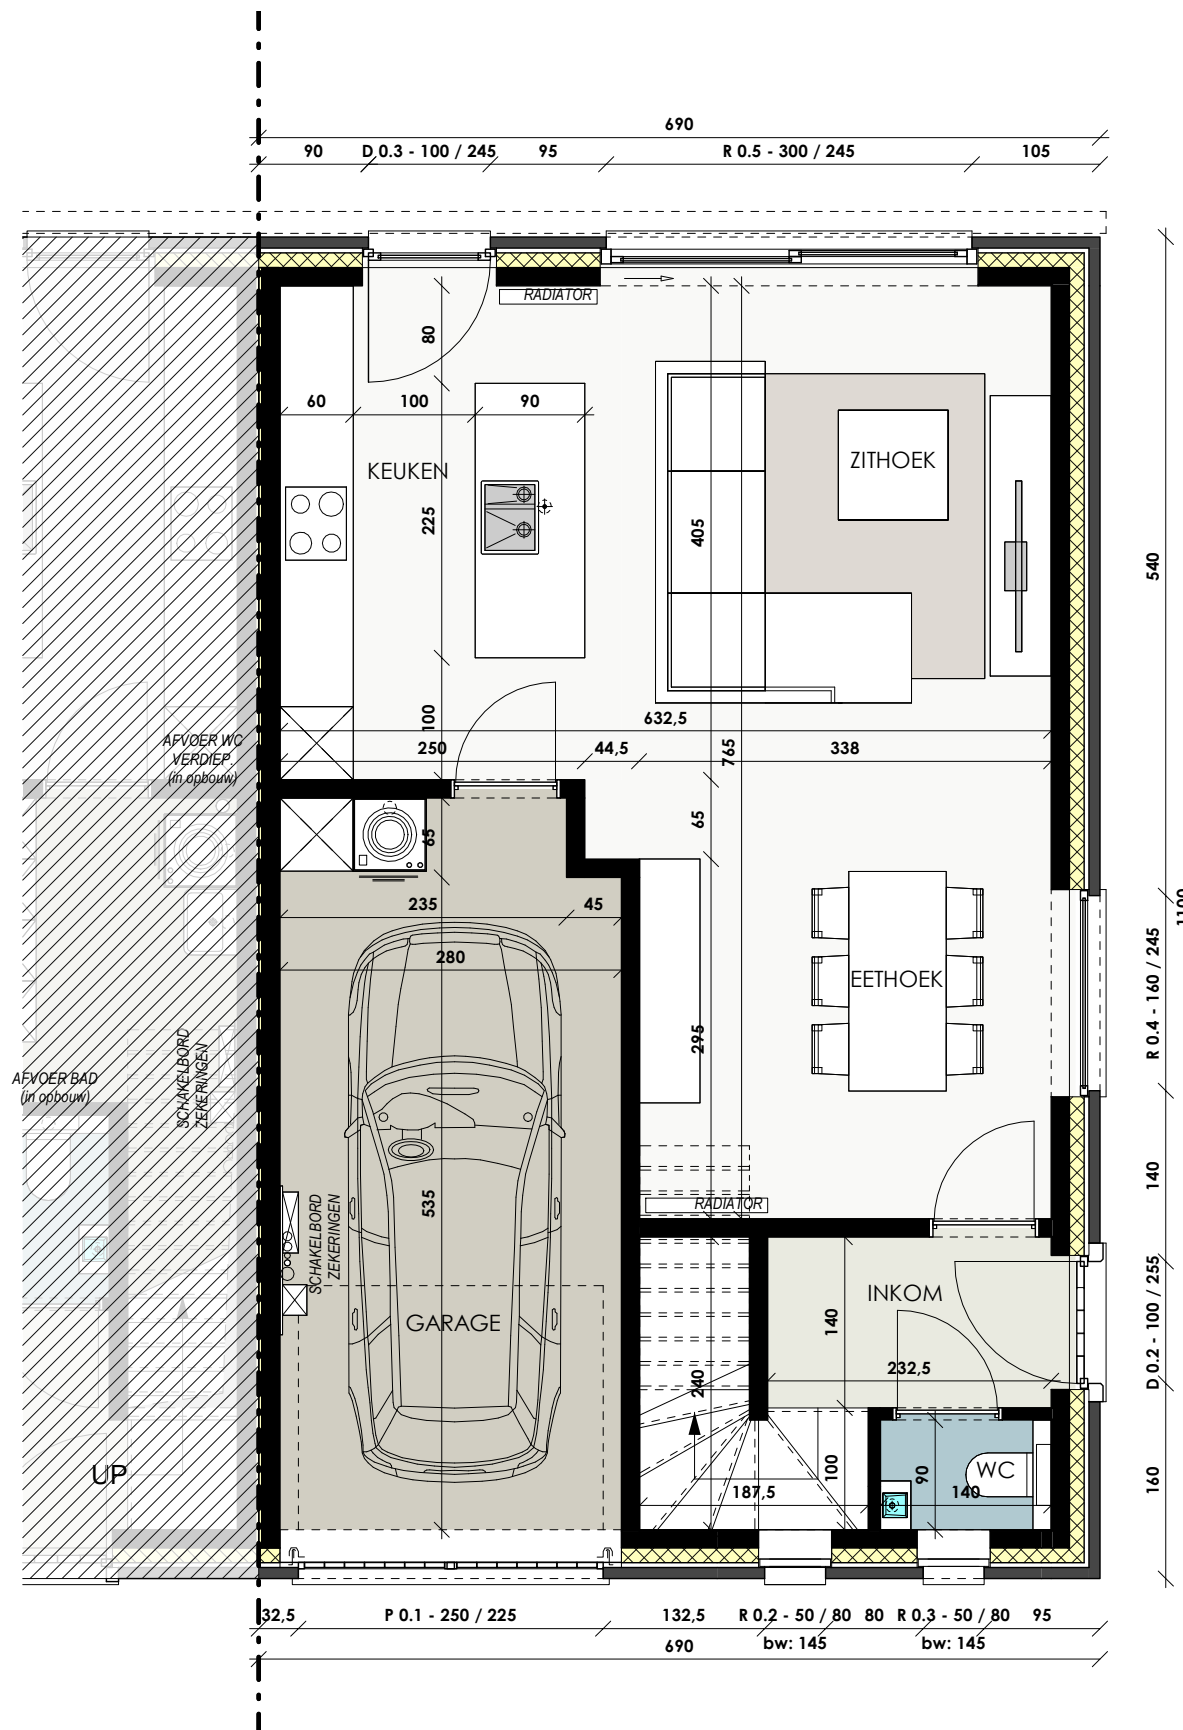 690
90
D 0.3 - 100 / 245
95
R 0.5 - 300 / 245
105
RADIATOR
80
60
100
90
KEUKEN
ZITHOEK
225
405
540
100
632,5
AFVOER WC
VERDIEP.
(in opbouw)
250
44,5
765
338
65
65
235
45
1100
280
EETHOEK
R 0.4 - 160 / 245
295
SCHAKELBORD
ZEKERINGEN
AFVOER BAD
(in opbouw)
140
535
RADIATOR
SCHAKELBORD
ZEKERINGEN
INKOM
D 0.2 - 100 / 255
GARAGE
140
232,5
240
UP
100
90
WC
187,5
140
160
32,5
P 0.1 - 250 / 225
132,5
R 0.2 - 50 / 80
80
R 0.3 - 50 / 80
95
690
bw: 145
bw: 145